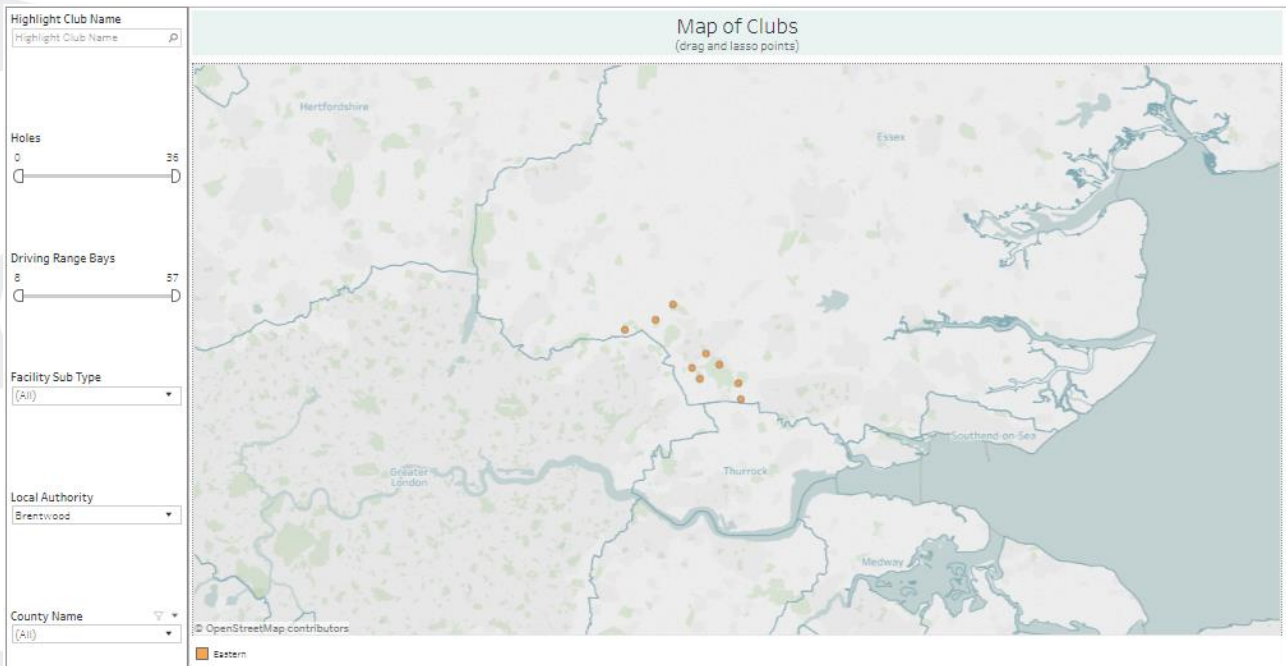 Highlight Club Name
Highlight Club Name
Holes
0 36
Driving Range Bays
8 57
Facility Sub Type
(All)
Local Authority
Brentwood
County Name
(All)
Map of Clubs
(drag and lasso points)
Hertfordshire
Essex
Greater
London
Thurrock
Southend-on-Sea
Medway
© OpenStreetMap contributors
Eastern